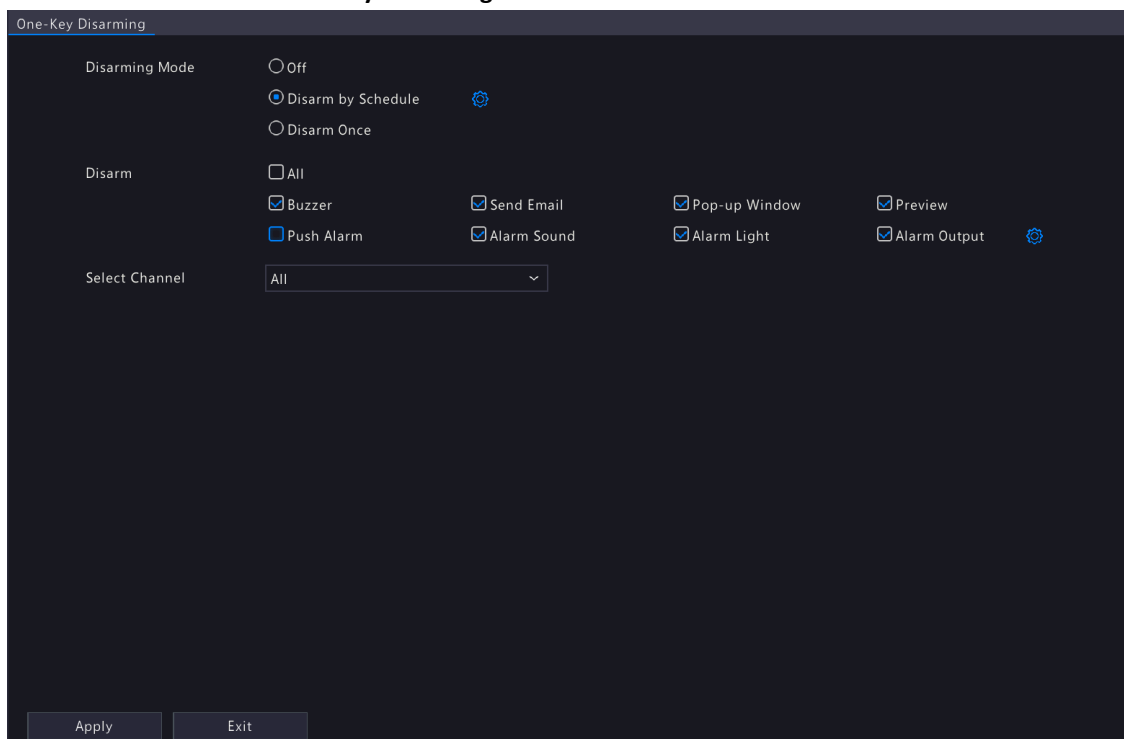 One-Key Disarming
Disarming Mode
Off
Disarm by Schedule
Disarm Once
Disarm
All
Buzzer Send Email Pop-up Window Preview
Push Alarm Alarm Sound Alarm Light Alarm Output
Select Channel All
Apply Exit